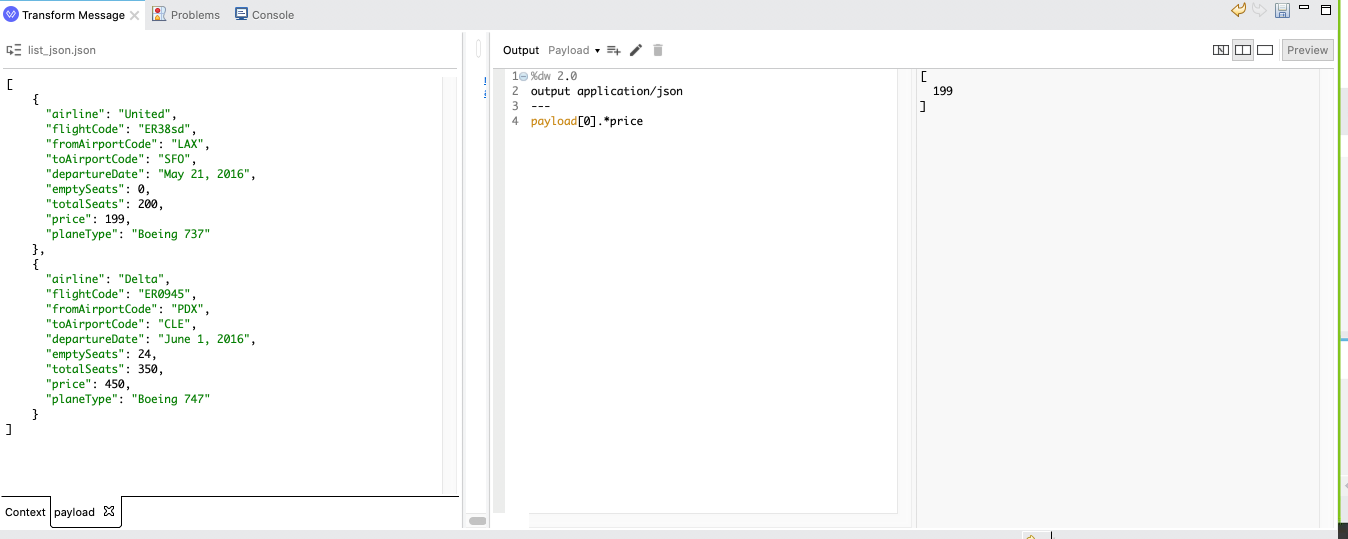 Transform Message
Problems
Console
list_json.json
Output Payload
Preview
[
{
"airline": "United",
"flightCode": "ER38sd",
"fromAirportCode": "LAX",
"toAirportCode": "SFO",
"departureDate": "May 21, 2016",
"emptySeats": 0,
"totalSeats": 200,
"price": 199,
"planeType": "Boeing 737"
},
{
"airline": "Delta",
"flightCode": "ER0945",
"fromAirportCode": "PDX",
"toAirportCode": "CLE",
"departureDate": "June 1, 2016",
"emptySeats": 24,
"totalSeats": 350,
"price": 450,
"planeType": "Boeing 747"
}
]
Context
payload
1 %dw 2.0
2 output application/json
3 ---
4 payload[0].*price
[
199
]